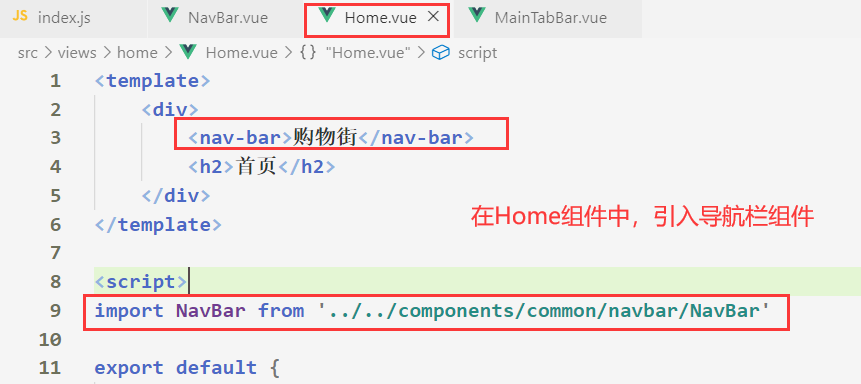 JS index.js NavBar.vue Home.vue × MainTabBar.vue
src > views > home > Home.vue > {} "Home.vue" > script
1 <template>
2 <div>
3 <nav-bar>购物街</nav-bar>
4 <h2>首页</h2>
5 </div>
在Home组件中，引入导航栏组件
6 </template>
7
8 <script>
9 import NavBar from '../../components/common/navbar/NavBar'
10
11 export default {